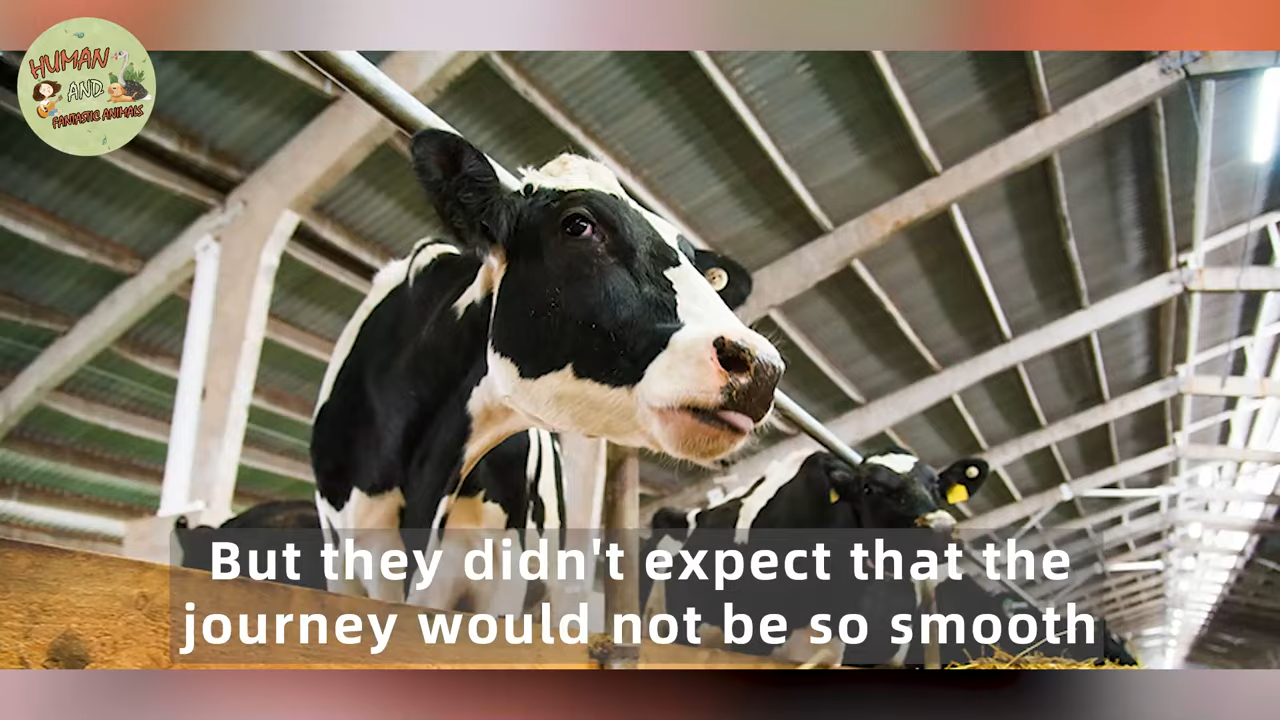 HUMAN
AND
FANTASTIC ANIMALS
But they didn't expect that the
journey would not be so smooth